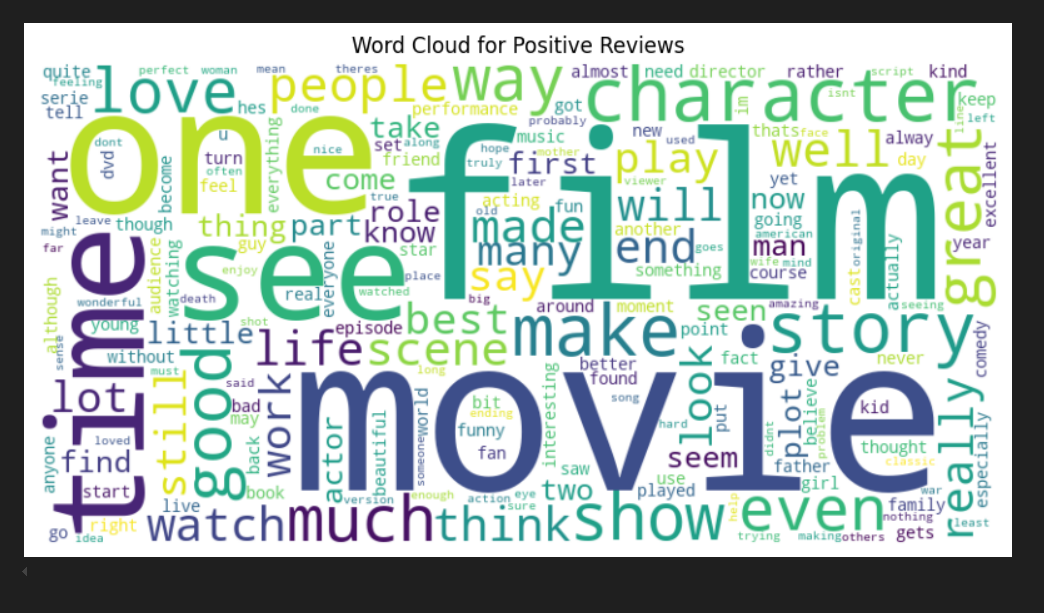 Word Cloud for Positive Reviews
quite
feeling
love
perfect
woman
mean
theres
people
way
almost
need
director
rather
script
kind
serie
tell
hes
done
performance
got
probably
character
im
isnt
keep
left
line
one
dont
dvd
u
turn
often
feel
nice
everything
take
set
along
friend
music
hope
mother
truly
first
later
new
used
play
viewer
thats
face
well
alway
day
excellent
want
become
come
true
film
acting
old
fun
made
many
will
another
end
goes
something
yet
now
going
american
man
wife
mind
course
original
cast
actually
great
year
seeing
might
leave
though
far
thing
part
role
know
guy
star
audience
watching
see
enjoy
everyone
real
death
watched
place
say
big
around
moment
seen
amazing
story
although
wonderful
young
time
sense
without
must
little
shot
life
episode
best
scene
long
make
better
found
song
point
fact
look
give
never
comedy
lot
still
good
said
bad
may
back
work
movie
actor
beautiful
world
someone
bit
ending
funny
fan
interesting
hard
put
didnt
plot
believe
problem
kid
thought
classic
really
especially
anyone
loved
find
start
saw
seem
father
girl
use
played
two
book
live
version
enough
action
eye
sure
help
war
family
nothing
least
go
idea
right
watch
much
think
show
even
trying
making
others
gets